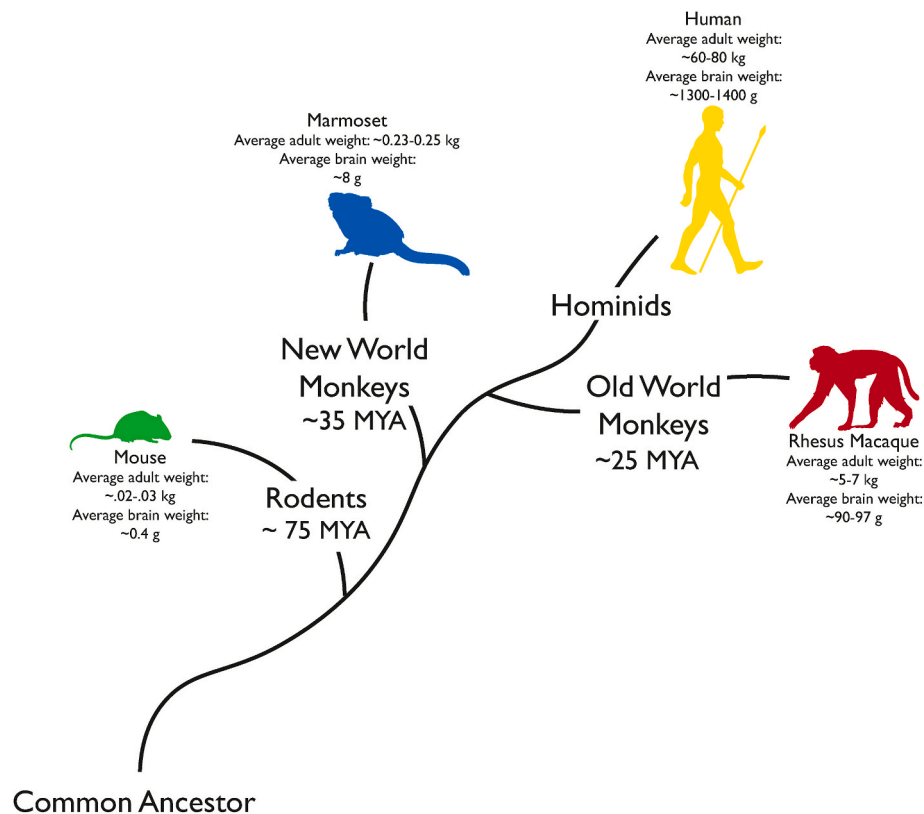 Human
Average adult weight:
~60-80 kg
Average brain weight:
~1300-1400 g
Marmoset
Average adult weight: ~0.23-0.25 kg
Average brain weight:
~8 g
Hominids
New World
Monkeys
~35 MYA
Old World
Monkeys
~25 MYA
Rhesus Macaque
Average adult weight:
~5-7 kg
Average brain weight:
~90-97 g
Mouse
Average adult weight:
~.02-.03 kg
Average brain weight:
~0.4 g
Rodents
~ 75 MYA
Common Ancestor